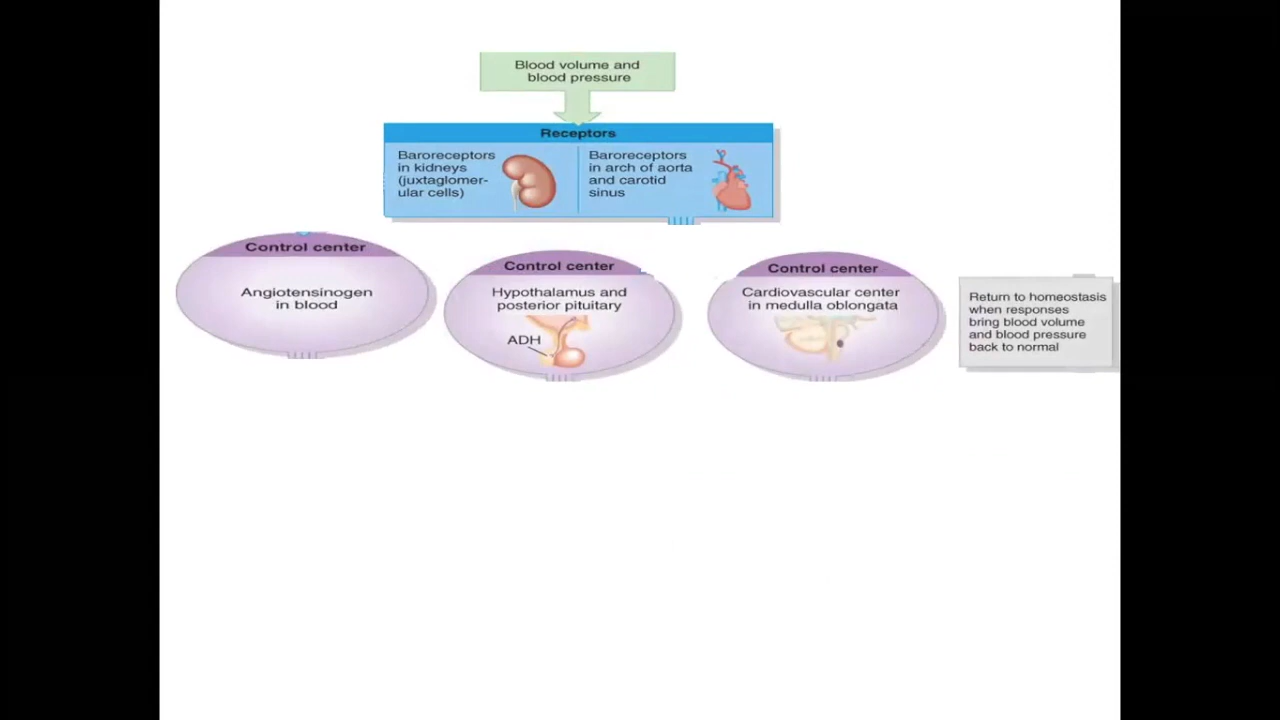 Blood volume and
blood pressure
Receptors
Baroreceptors
in kidneys
(juxtaglomer-
ular cells)
Baroreceptors
in arch of aorta
and carotid
sinus
Control center
Angiotensinogen
in blood
Control center
Hypothalamus and
posterior pituitary
ADH
Control center
Cardiovascular center
in medulla oblongata
Return to homeostasis
when responses
bring blood volume
and blood pressure
back to normal